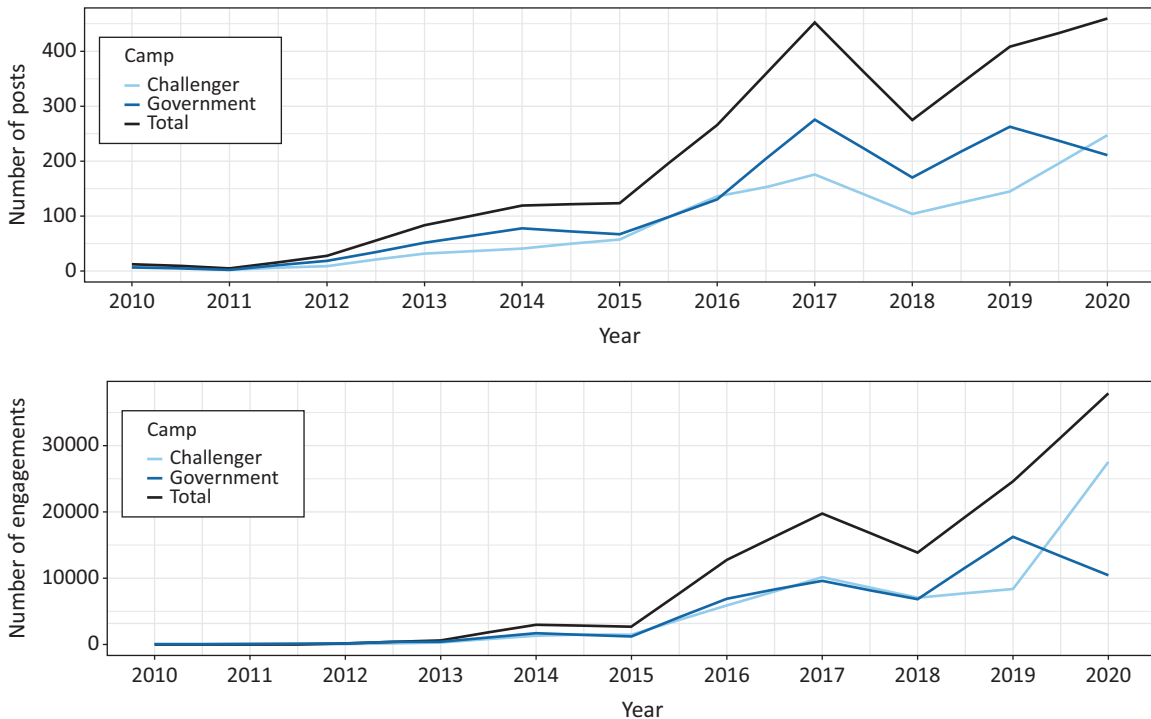 Number of posts
400
300
200
100
0
Camp
Challenger
Government
Total
2010 2011 2012 2013 2014 2015 2016 2017 2018 2019 2020
Year
Number of engagements
30000
20000
10000
0
Camp
Challenger
Government
Total
2010 2011 2012 2013 2014 2015 2016 2017 2018 2019 2020
Year